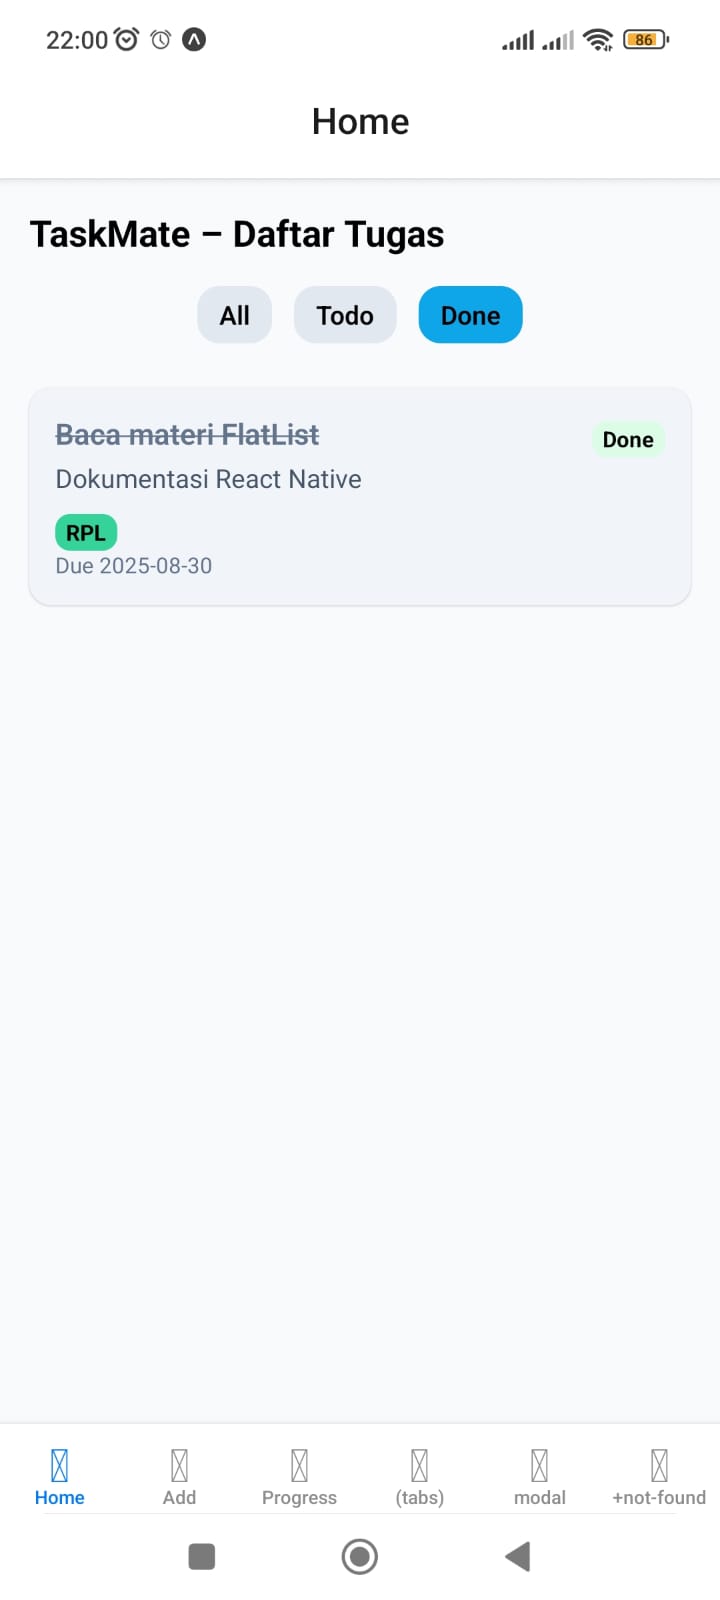 22:00
86
Home
TaskMate – Daftar Tugas
All Todo Done
Baca materi FlatList
Done
Dokumentasi React Native
RPL
Due 2025-08-30
Home Add Progress (tabs) modal +not-found